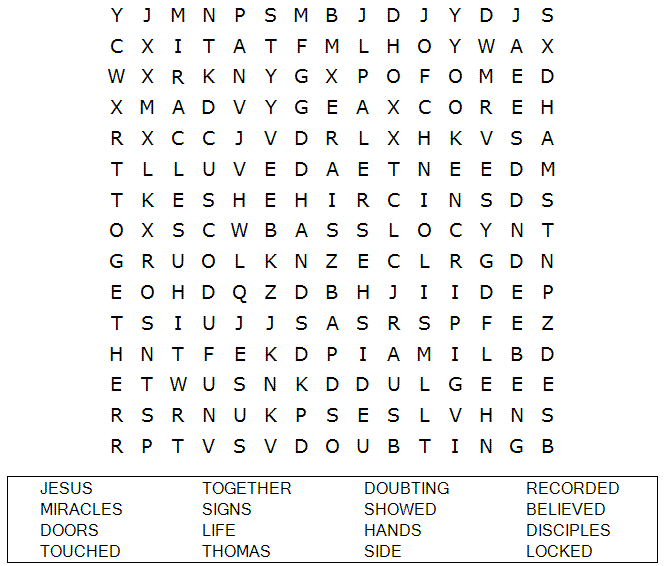 Y J M N P S M B J D J Y D J S
C X I T A T F M L H O Y W A X
W X R K N Y G X P O F O M E D
X M A D V Y G E A X C O R E H
R X C C J V D R L X H K V S A
T L L U V E D A E T N E E D M
T K E S H E H I R C I N S D S
O X S C W B A S S L O C Y N T
G R U O L K N Z E C L R G D N
E O H D Q Z D B H J I I D E P
T S I U J J S A S R S P F E Z
H N T F E K D P I A M I L B D
E T W U S N K D D U L G E E E
R S R N U K P S E S L V H N S
R P T V S V D O U B T I N G B
JESUS TOGETHER DOUBTING RECORDED
MIRACLES SIGNS SHOWED BELIEVED
DOORS LIFE HANDS DISCIPLES
TOUCHED THOMAS SIDE LOCKED